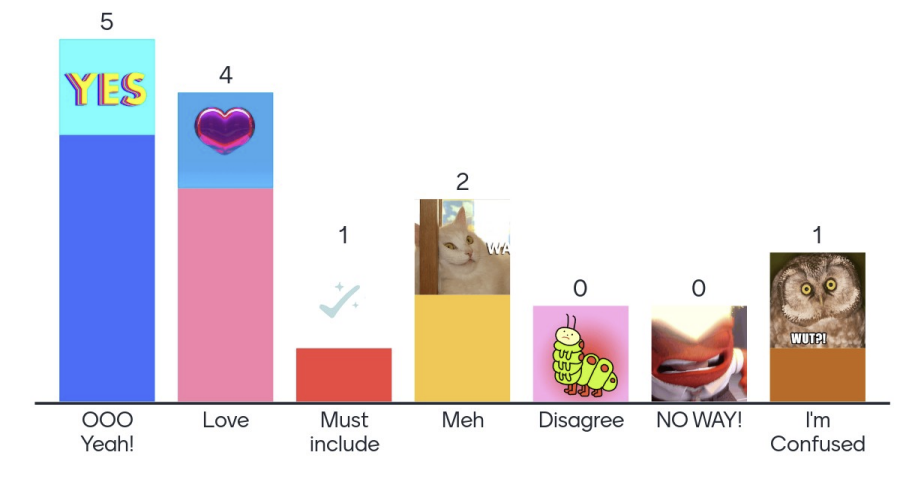 5
YES
4
1
2
WA
0
0
1
WUT?!
OOO
Yeah!
Love
Must
include
Meh
Disagree
NO WAY!
I'm
Confused